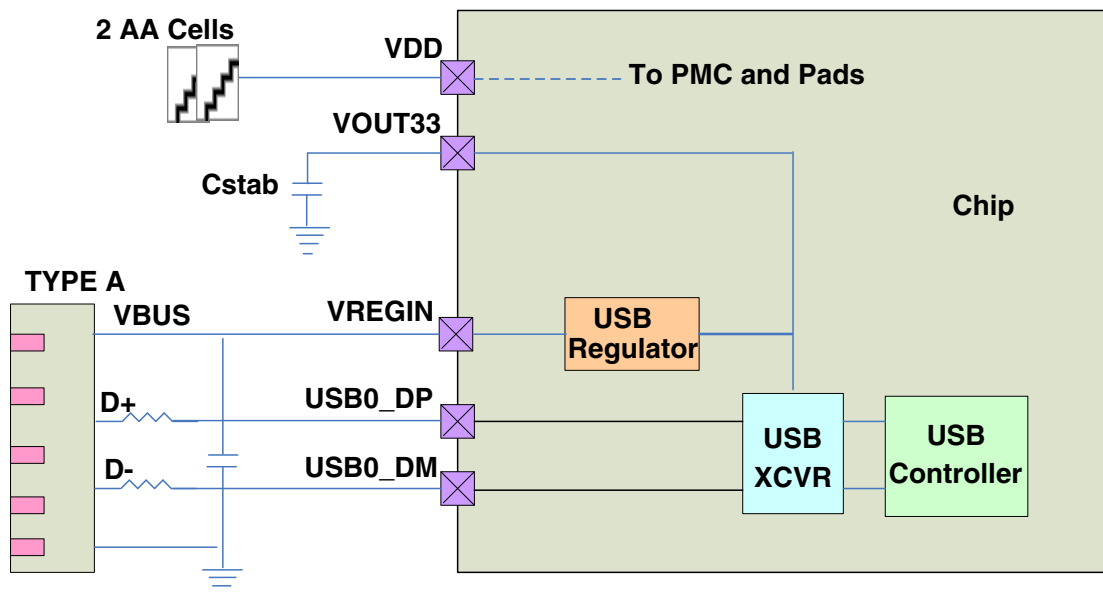 2 AA Cells
VDD
To PMC and Pads
VOUT33
Cstab
Chip
TYPE A
VBUS
VREGIN
USB
Regulator
D+
USB0_DP
D-
USB0_DM
USB
XCVR
USB
Controller